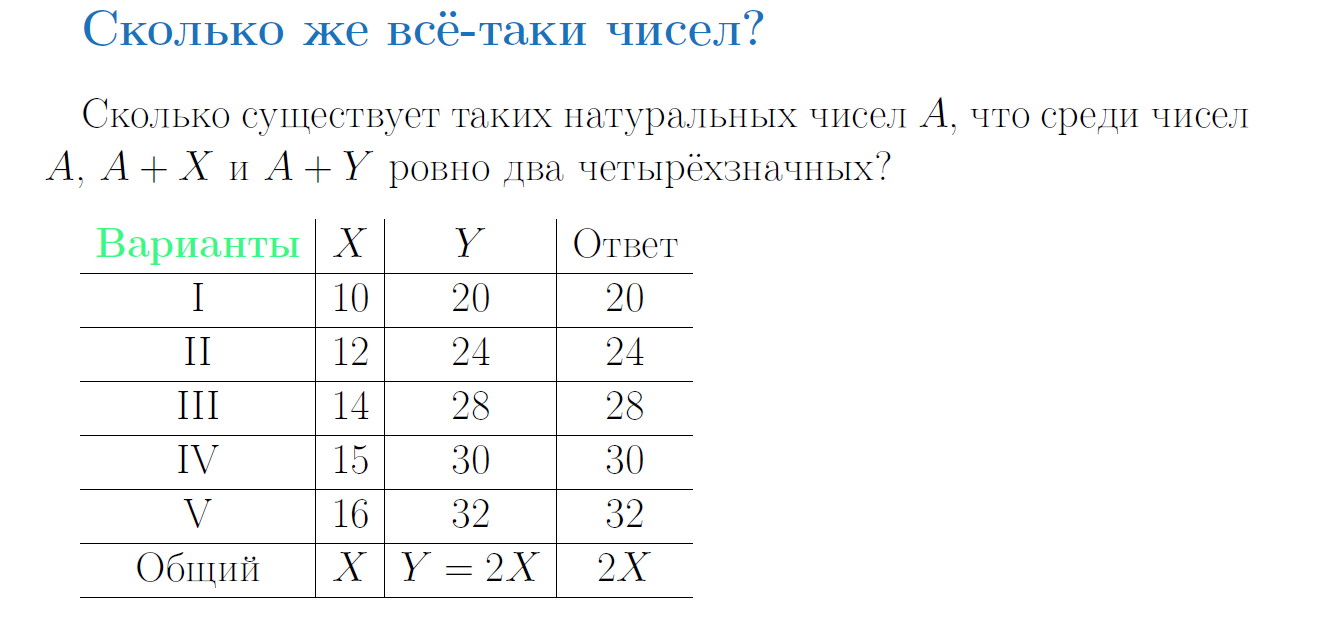 Сколько же всё-таки чисел?
Сколько существует таких натуральных чисел A, что среди чисел
A, A + X и A + Y ровно два четырёхзначных?
Варианты X Y Ответ
I 10 20 20
II 12 24 24
III 14 28 28
IV 15 30 30
V 16 32 32
Общий X Y = 2X 2X